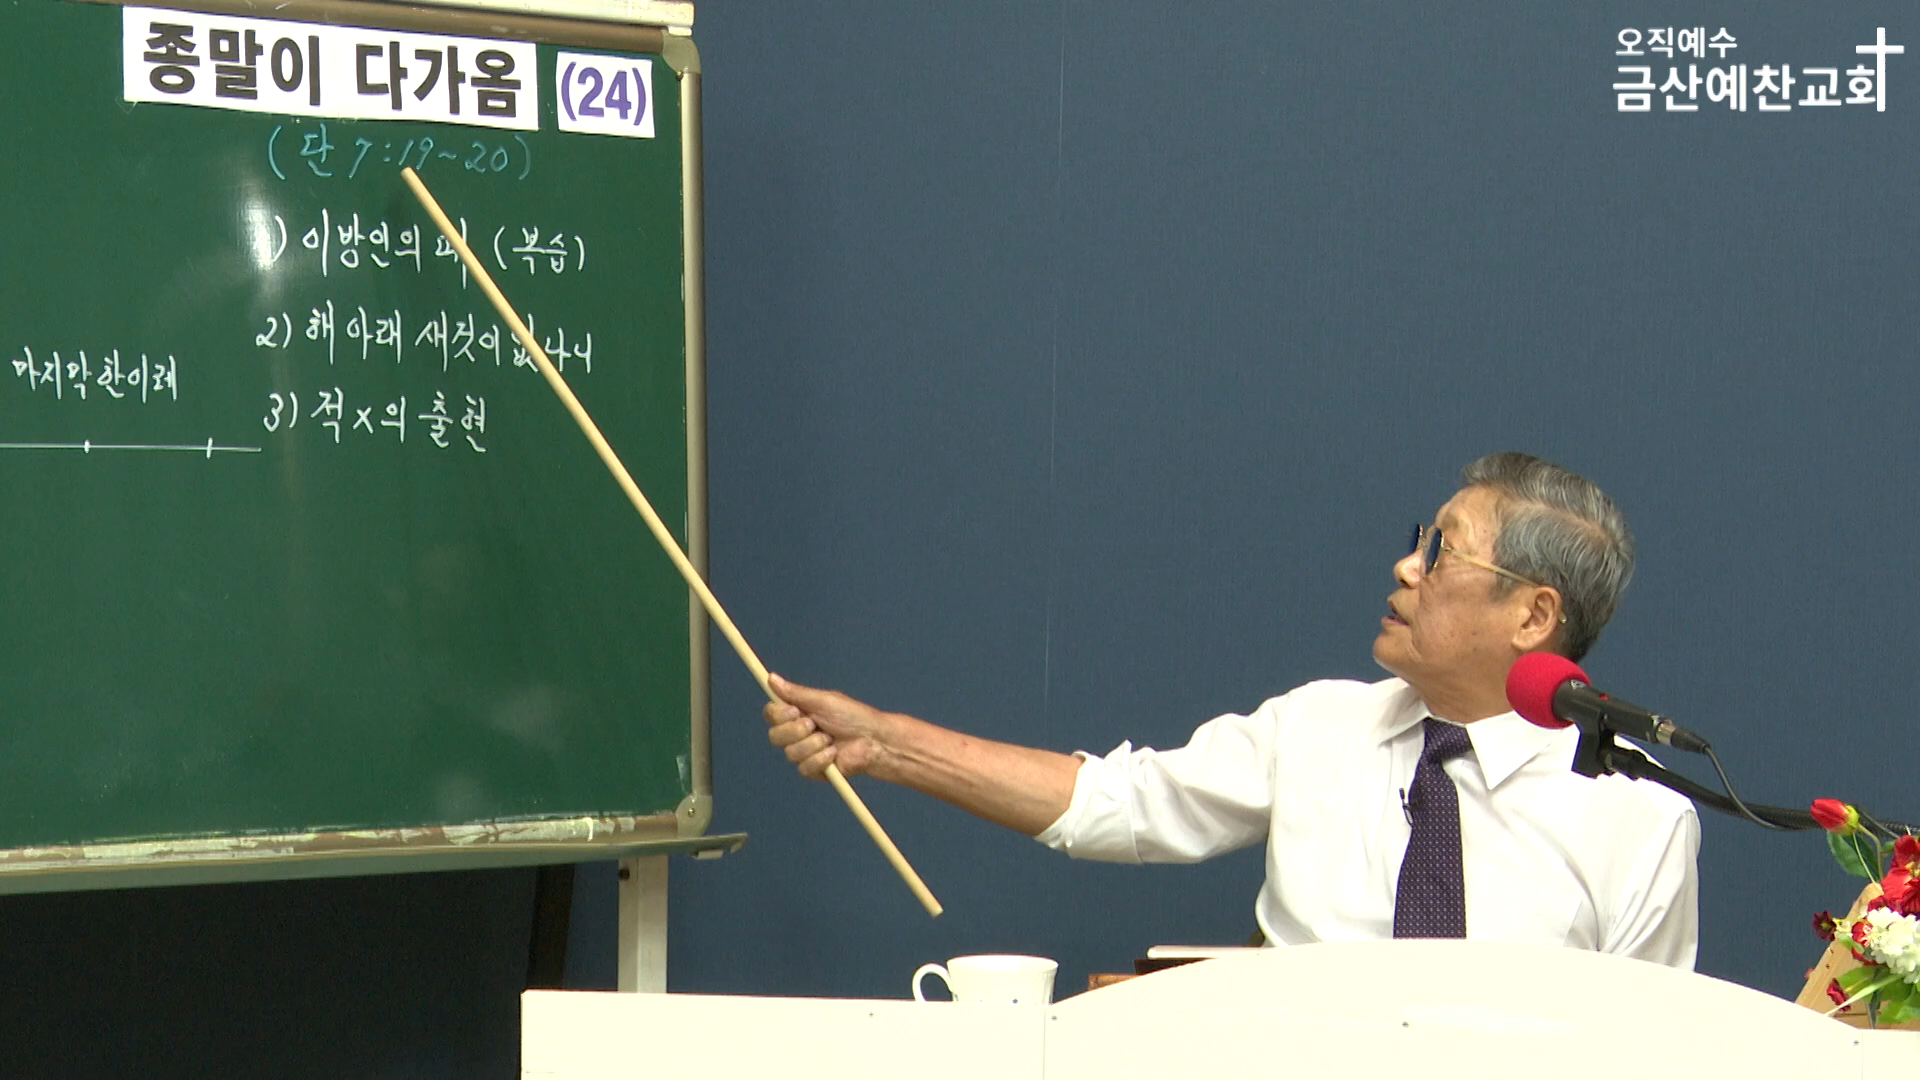 종말이 다가옴 (24)
(단 7:19~20)
1) 이방인의 때 (복습)
2) 해 아래 새것이 없나니
3) 적x의 출현
마지막 한이레
오직예수
금산예찬교회